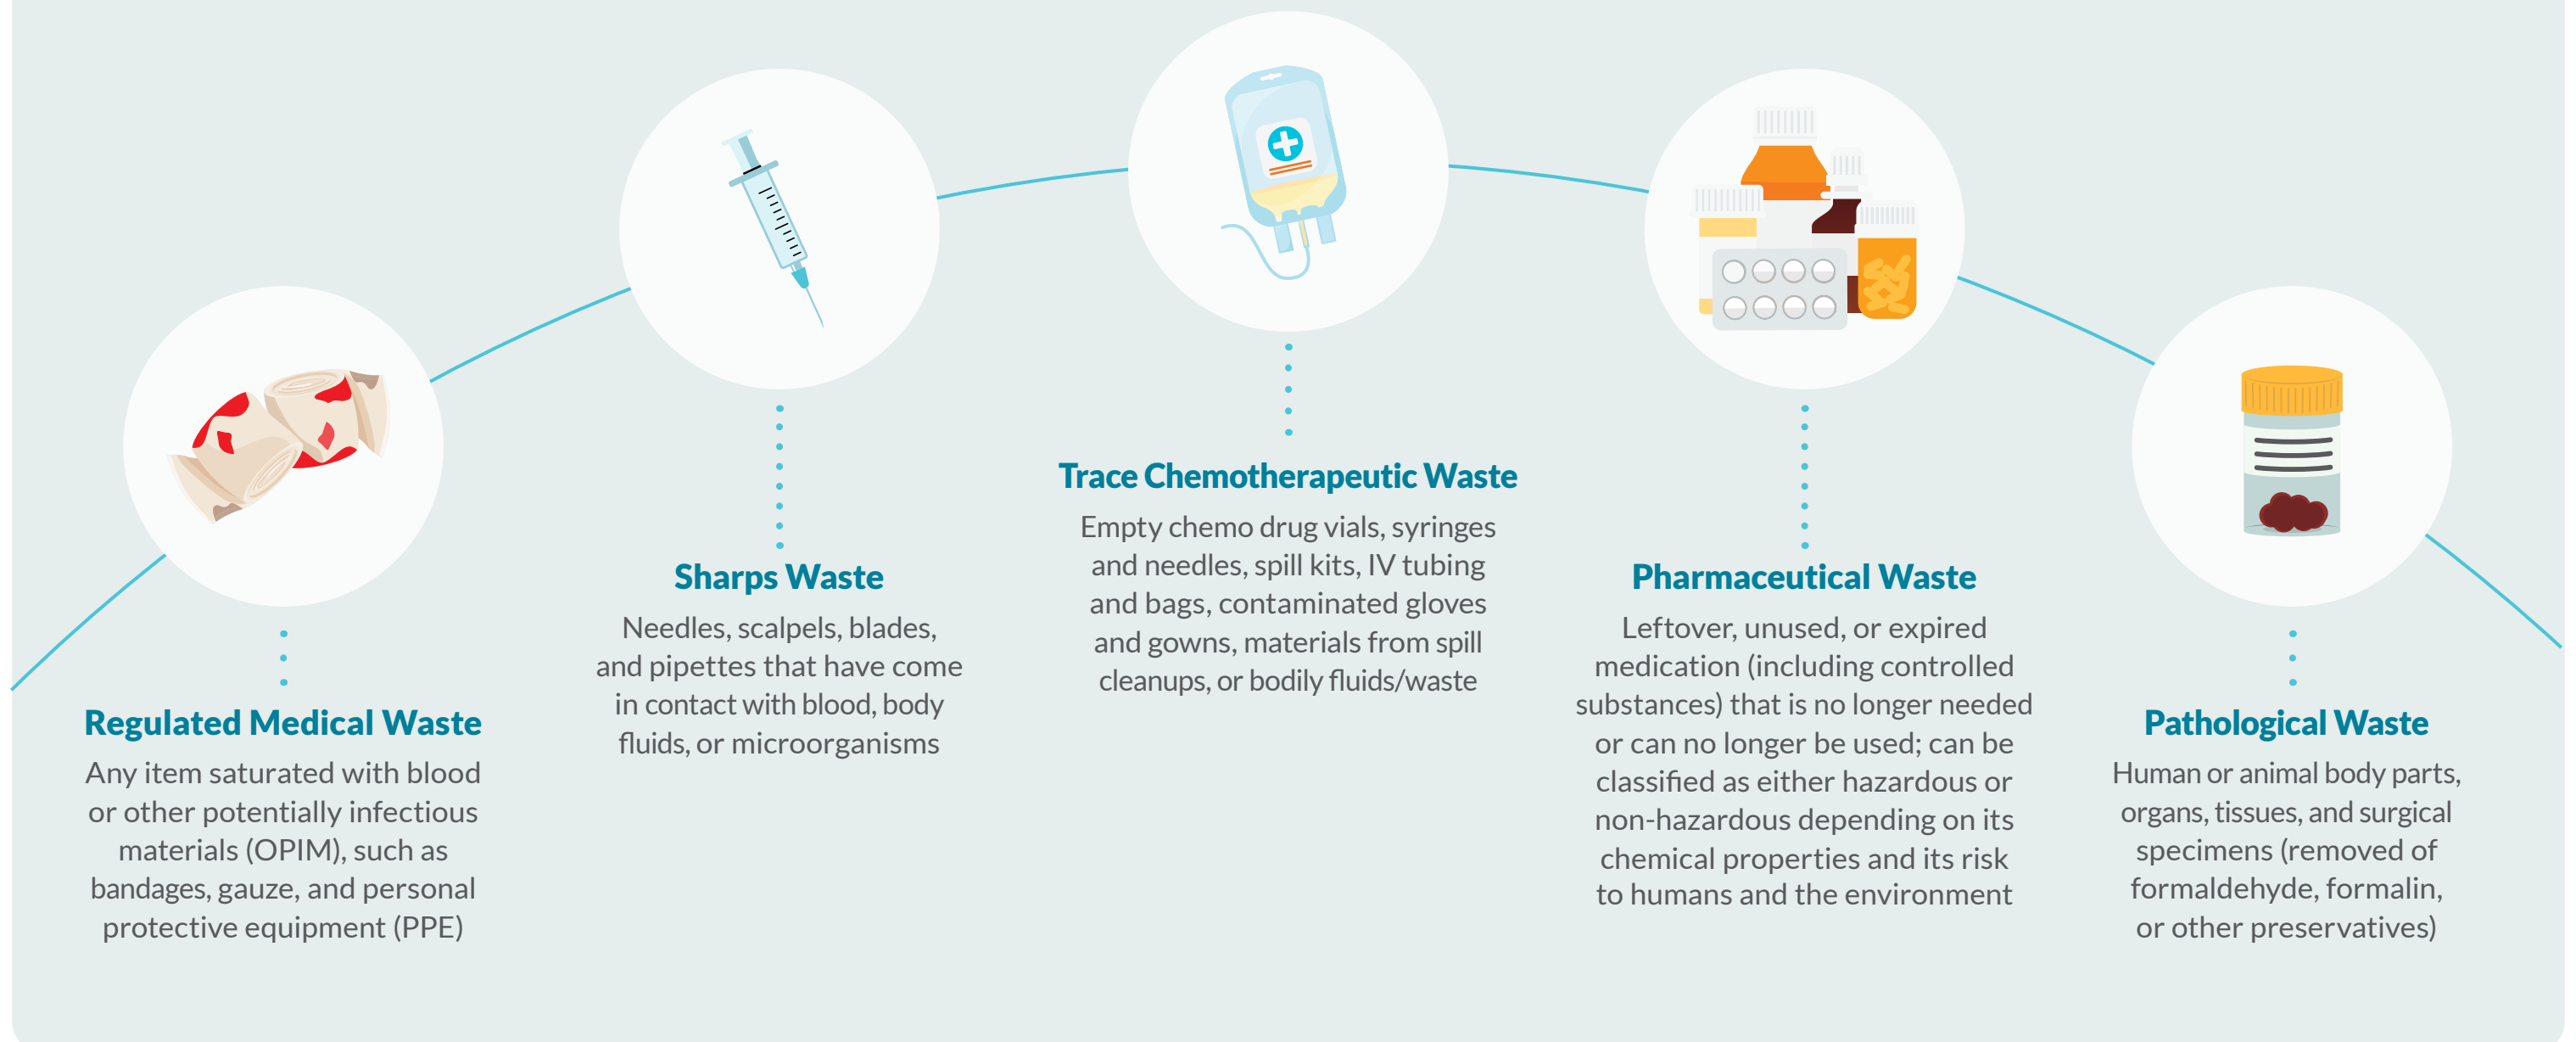 Regulated Medical Waste
Any item saturated with blood
or other potentially infectious
materials (OPIM), such as
bandages, gauze, and personal
protective equipment (PPE)
Sharps Waste
Needles, scalpels, blades,
and pipettes that have come
in contact with blood, body
fluids, or microorganisms
Trace Chemotherapeutic Waste
Empty chemo drug vials, syringes
and needles, spill kits, IV tubing
and bags, contaminated gloves
and gowns, materials from spill
cleanups, or bodily fluids/waste
Pharmaceutical Waste
Leftover, unused, or expired
medication (including controlled
substances) that is no longer needed
or can no longer be used; can be
classified as either hazardous or
non-hazardous depending on its
chemical properties and its risk
to humans and the environment
Pathological Waste
Human or animal body parts,
organs, tissues, and surgical
specimens (removed of
formaldehyde, formalin,
or other preservatives)